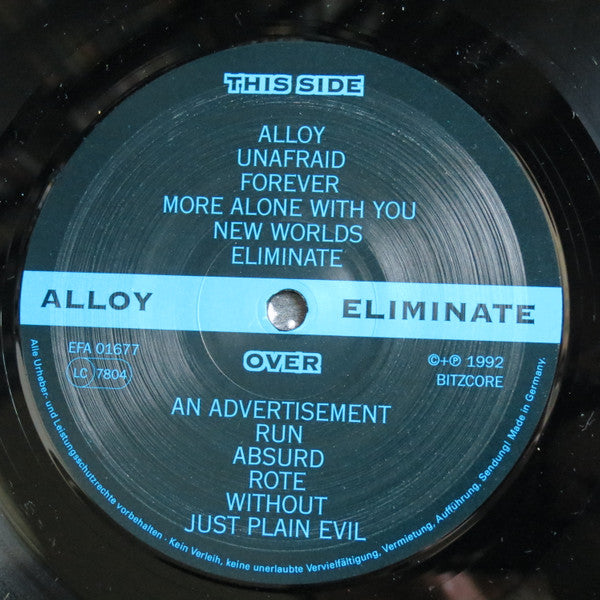 THIS SIDE
ALLOY
UNAFRAID
FOREVER
MORE ALONE WITH YOU
NEW WORLDS
ELIMINATE
ALLOY ELIMINATE
EFA 01677
LC 7804
OVER
©+℗ 1992
BITZCORE
AN ADVERTISEMENT
RUN
ABSURD
ROTE
WITHOUT
JUST PLAIN EVIL
Alle Urheber- und Leistungsschutzrechte vorbehalten · Kein Verleih, keine unerlaubte Vervielfältigung, Vermietung, Aufführung, Sendung! Made in Germany.